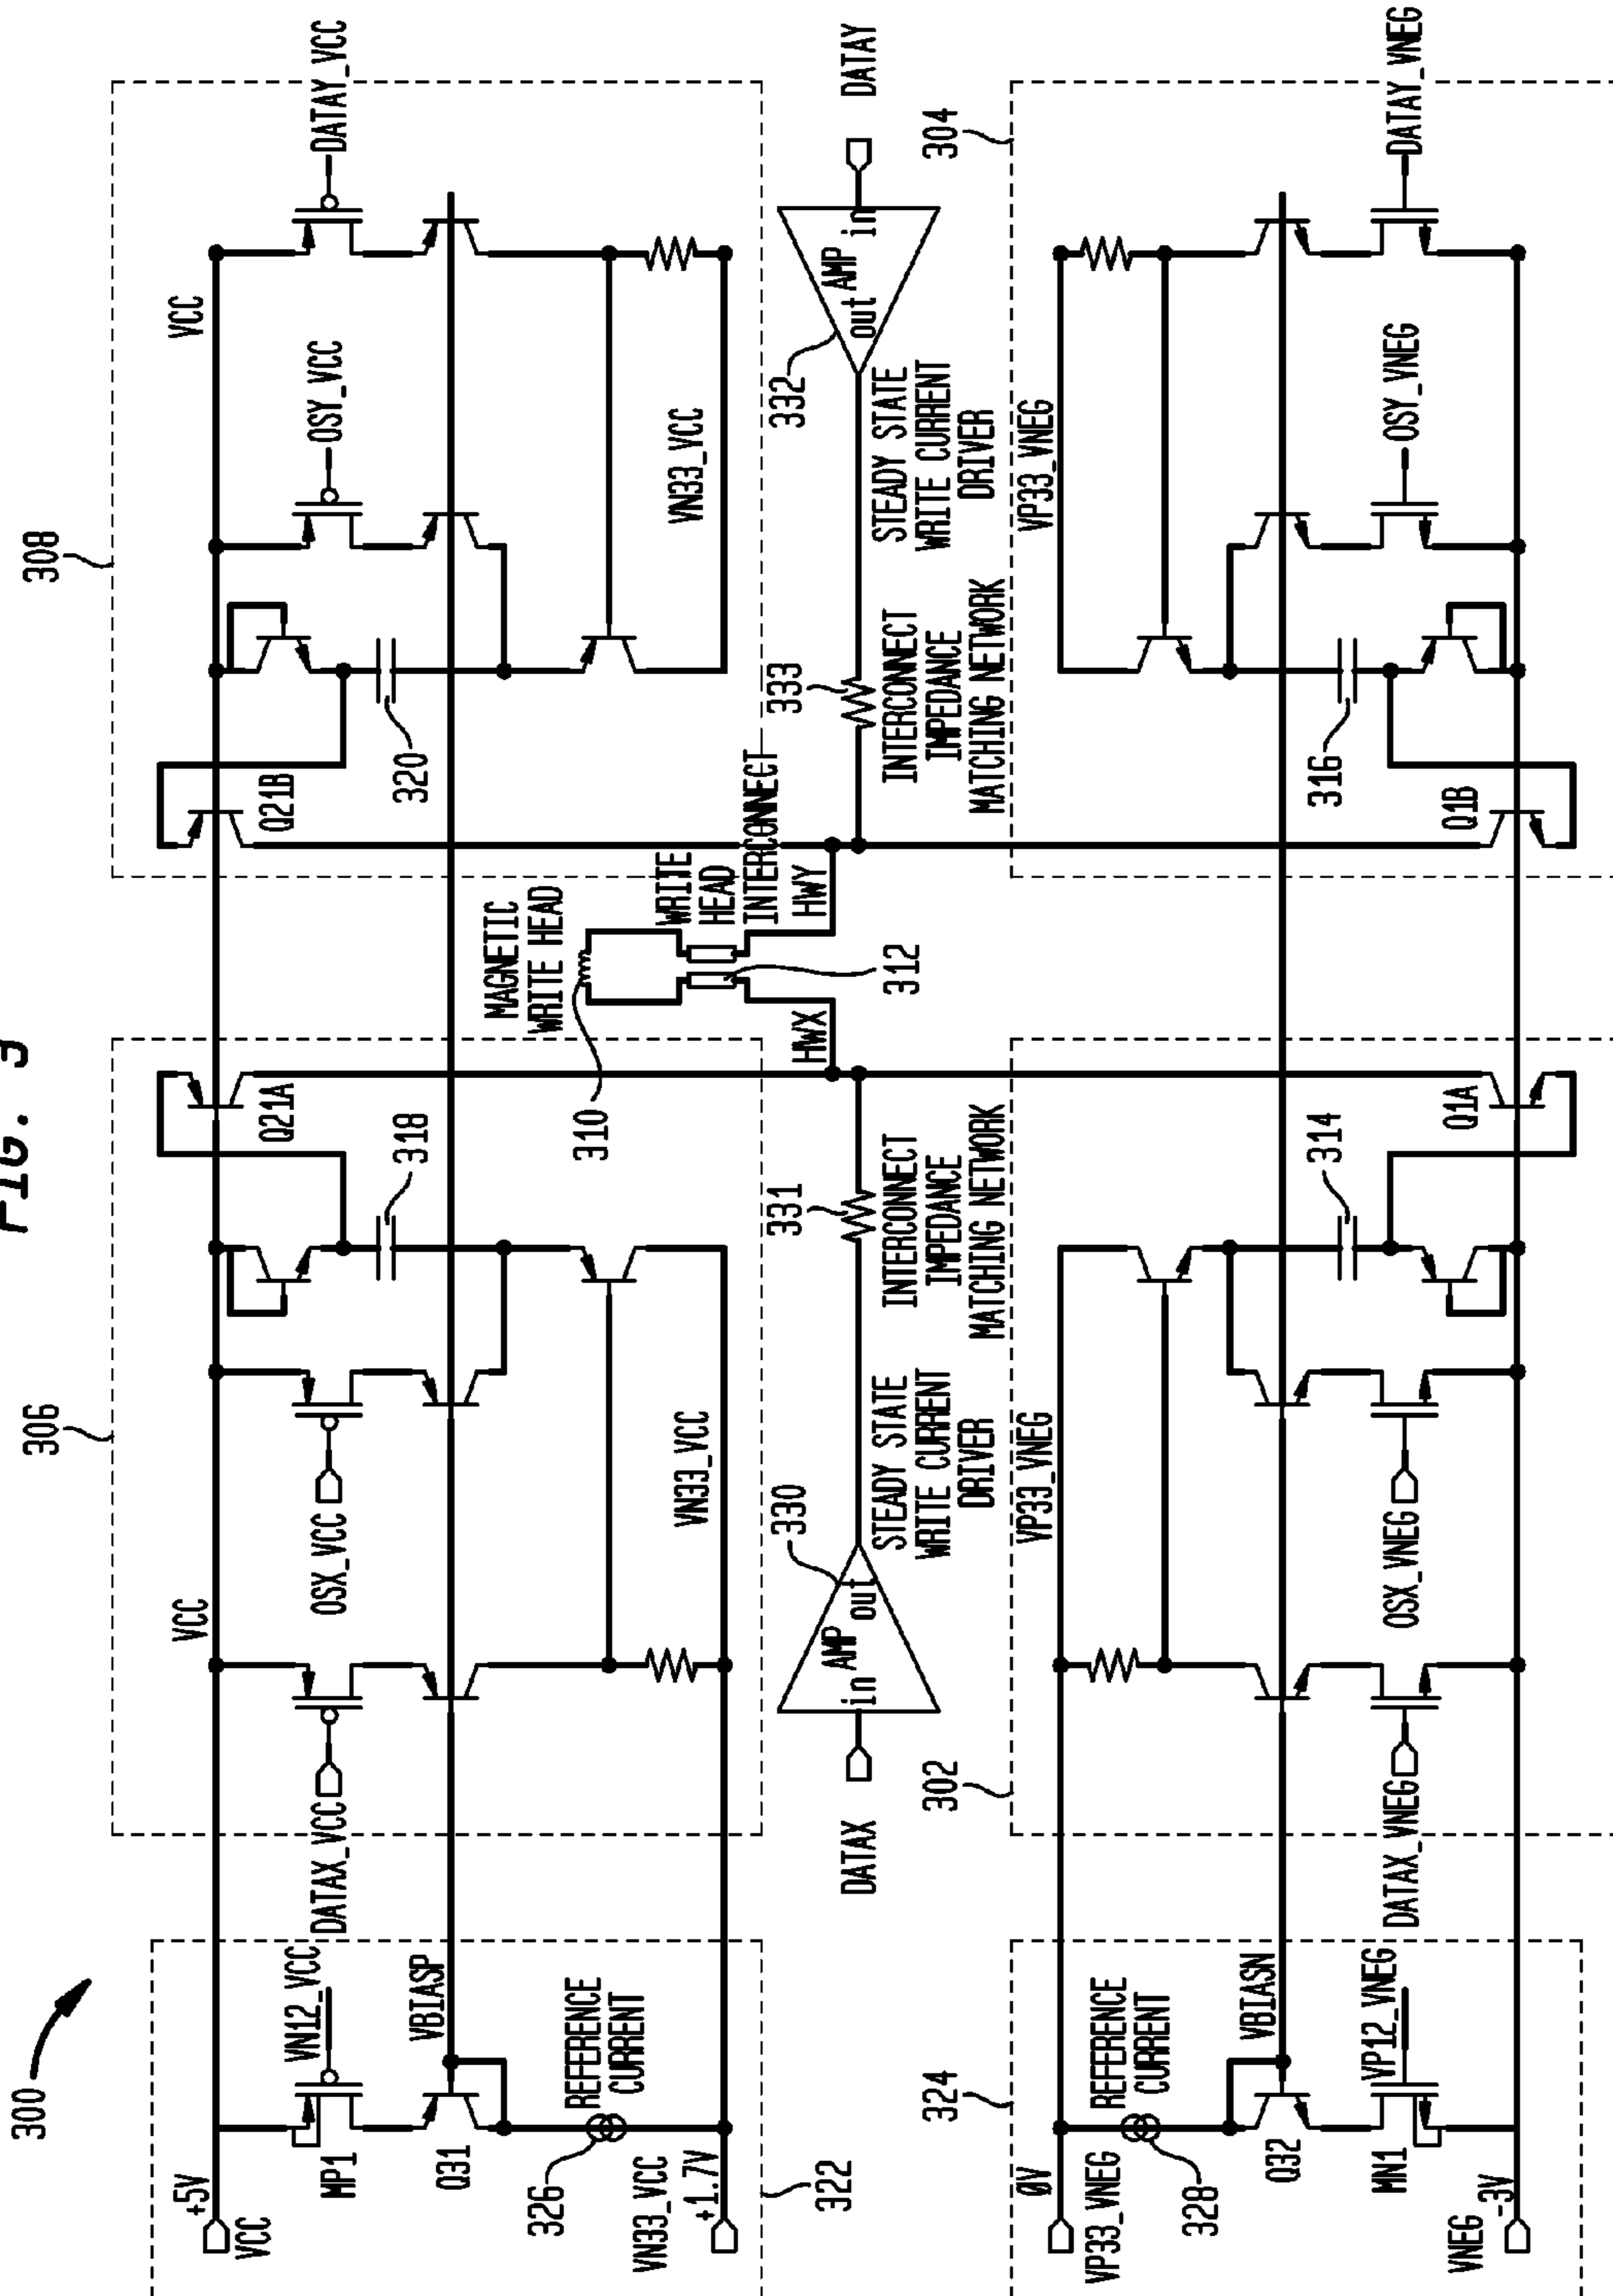 FIG. 3
300
308
306
VCC
VCC
DATAY_VCC
OSY_VCC
Q21B
320
VN33_VCC
Q21A
318
OSX_VCC
DATAX_VCC
VN33_VCC
+5V
VCC
MP1
VN12_VCC
Q31
VBIASP
326
REFERENCE
CURRENT
VN33_VCC
+1.7V
322
MAGNETIC
WRITE HEAD
310
WRITE
HEAD
INTERCONNECT
HWX
HWY
312
DATAX
in
AMP
out
330
STEADY STATE
WRITE CURRENT
DRIVER
331
INTERCONNECT
IMPEDANCE
MATCHING NETWORK
333
INTERCONNECT
IMPEDANCE
MATCHING NETWORK
332
STEADY STATE
WRITE CURRENT
DRIVER
out
AMP
in
DATAY
304
302
VP33_VNEG
VP33_VNEG
316
Q1B
OSY_VNEG
DATAY_VNEG
314
Q1A
OSX_VNEG
DATAX_VNEG
324
0V
VP33_VNEG
328
REFERENCE
CURRENT
Q32
VBIASN
MN1
VP12_VNEG
VNEG
-3V